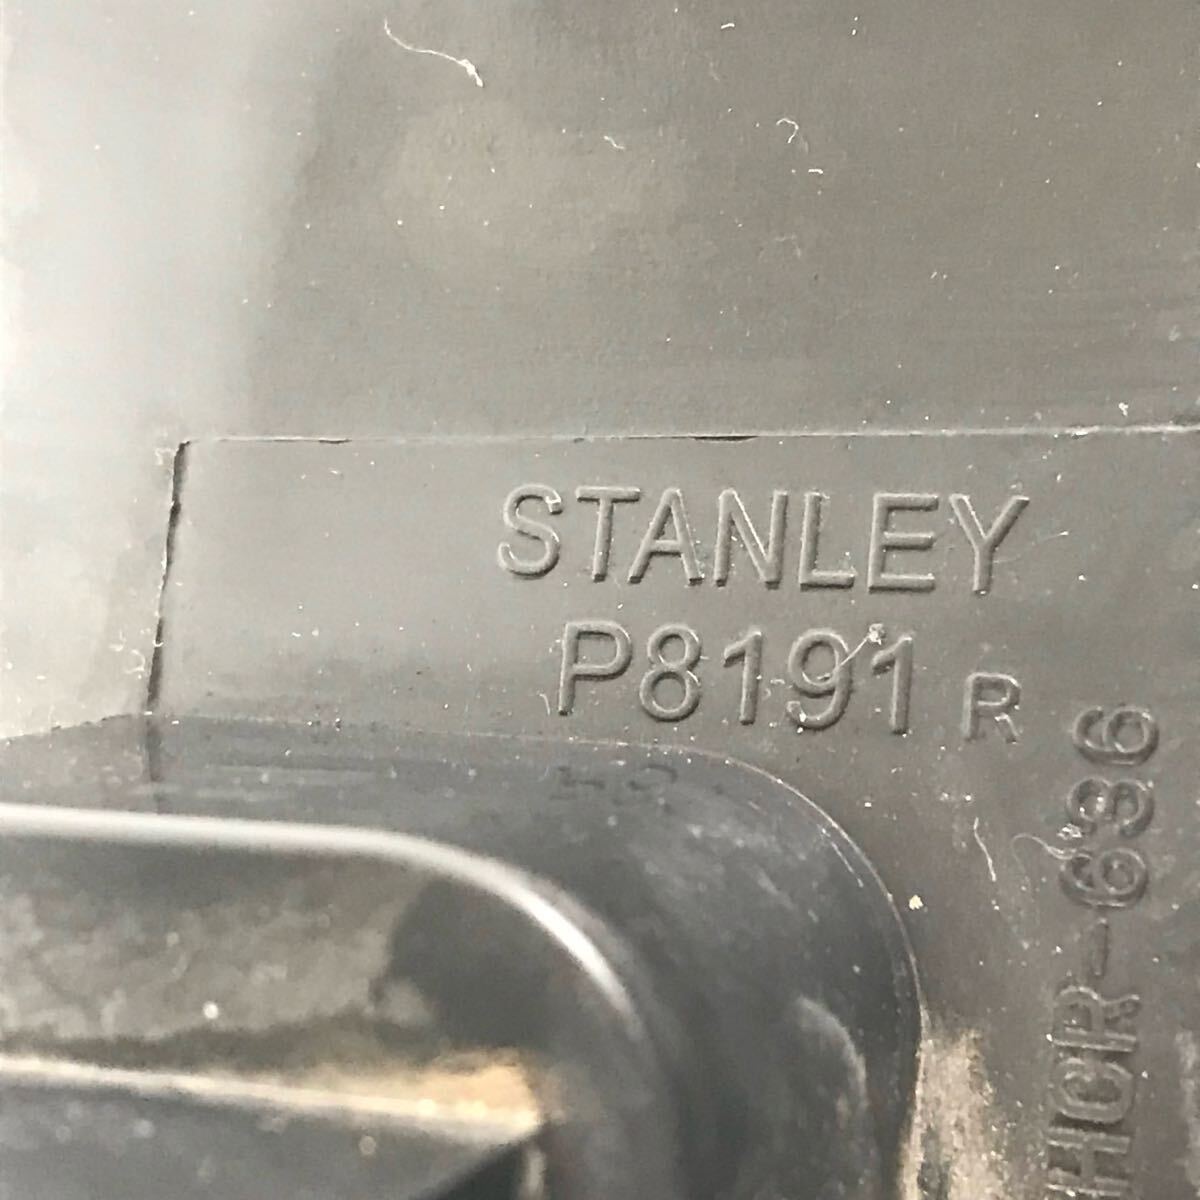 STANLEY
P8191 R
HCR-636